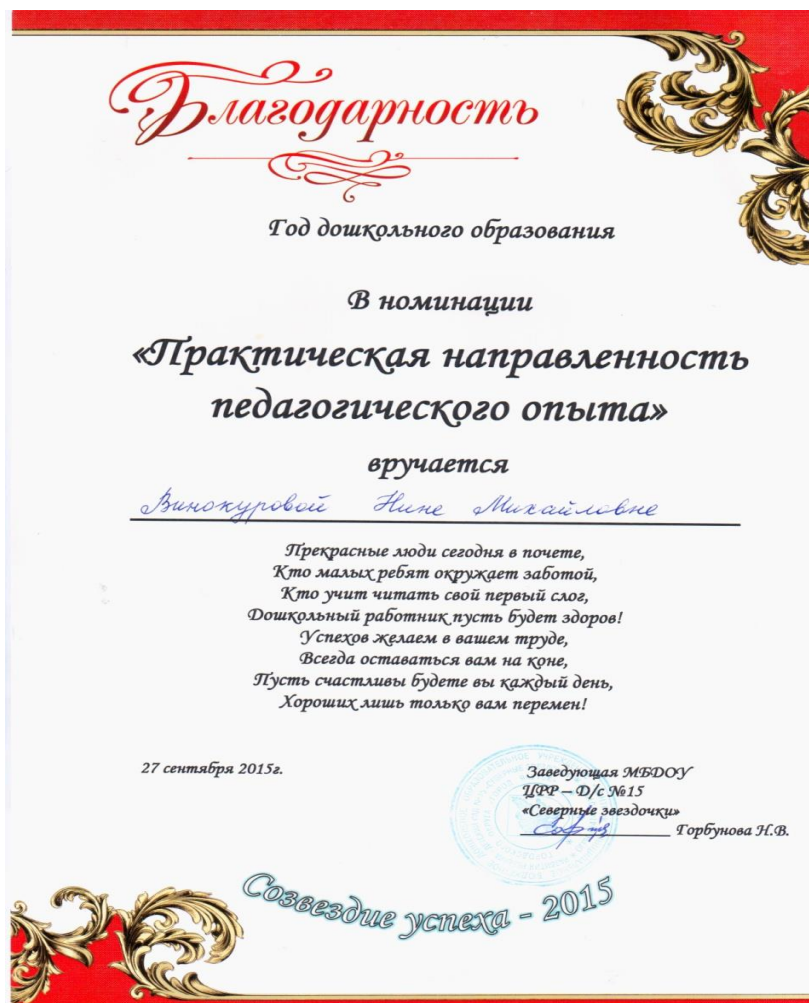 Благодарность
Год дошкольного образования
В номинации
«Практическая направленность
педагогического опыта»
вручается
Винокуровой Нине Михайловне
Прекрасные люди сегодня в почете,
Кто малых ребят окружает заботой,
Кто учит читать свой первый слог,
Дошкольный работник пусть будет здоров!
Успехов желаем в вашем труде,
Всегда оставаться вам на коне,
Пусть счастливы будете вы каждый день,
Хороших лишь только вам перемен!
27 сентября 2015г.
Заведующая МБДОУ
ЦРР – Д/с №15
«Северные звездочки»
Горбунова Н.В.
Созвездие успеха - 2015